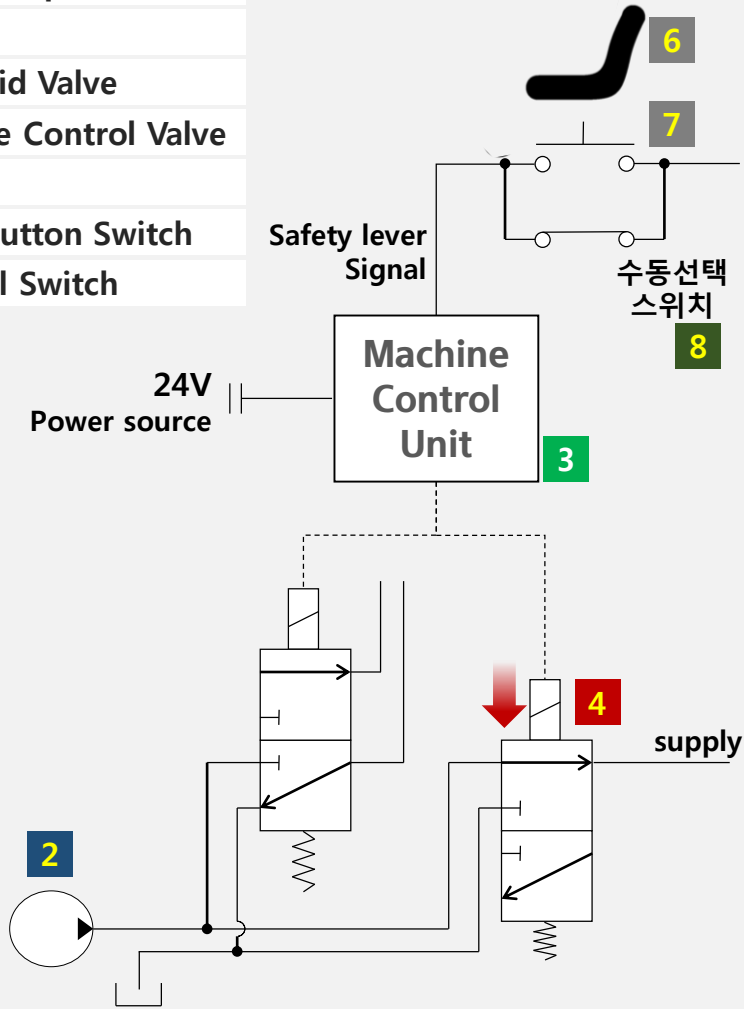 id Valve
e Control Valve
utton Switch
l Switch
6
7
Safety lever
Signal
수동선택
스위치
8
24V
Power source
Machine
Control
Unit
3
4
supply
2